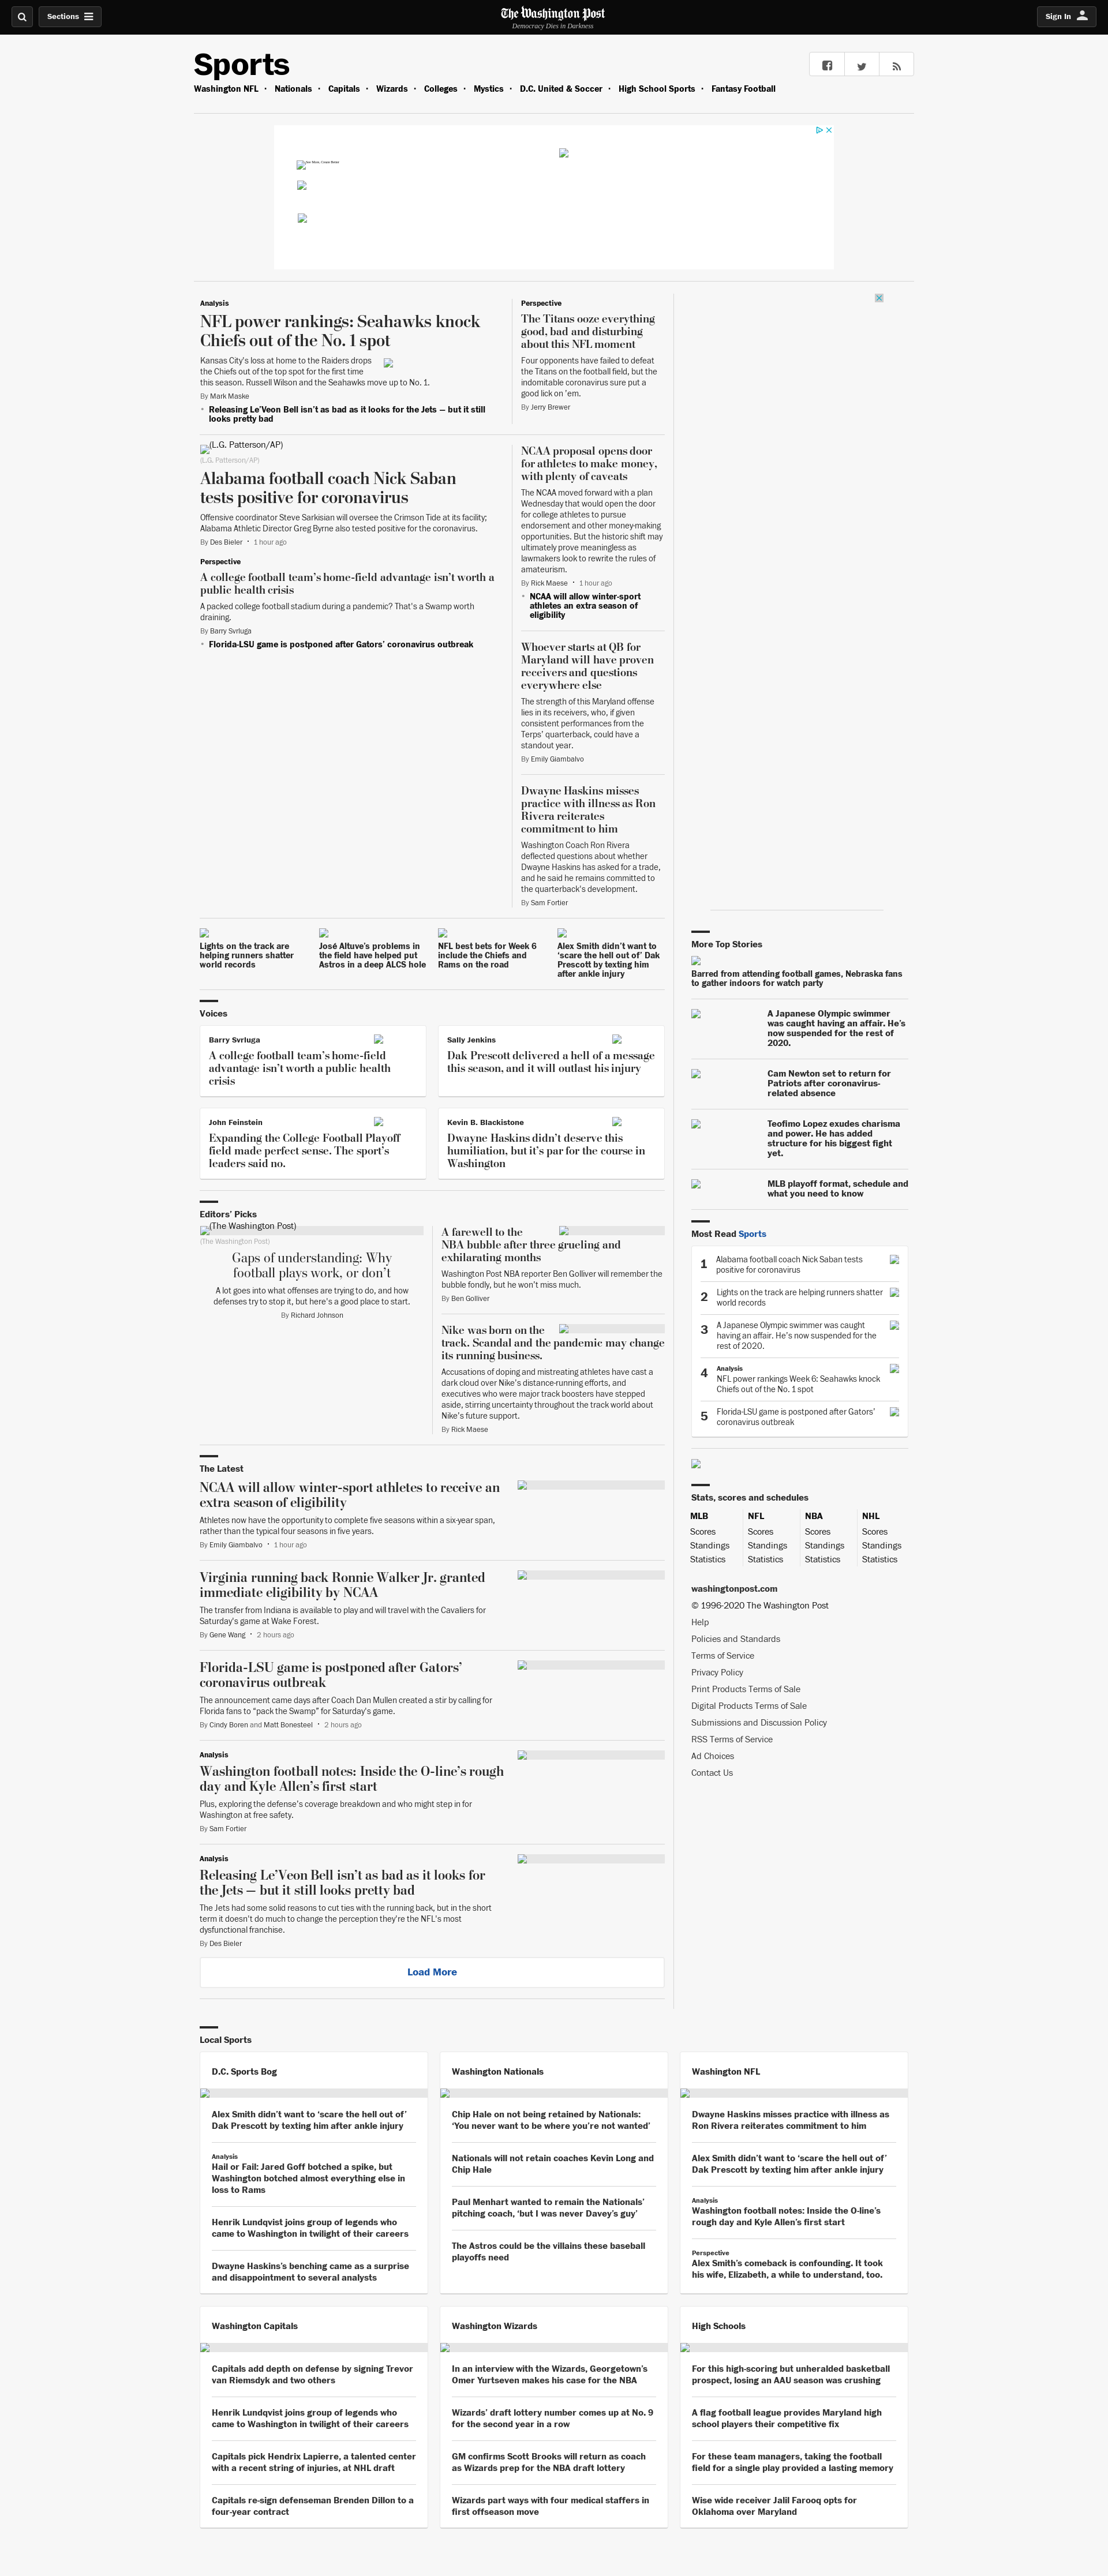 Sections
The Washington Post
Democracy Dies in Darkness
Sign In
Sports
Washington NFL • Nationals • Capitals • Wizards • Colleges • Mystics • D.C. United & Soccer • High School Sports • Fantasy Football
Analysis
NFL power rankings: Seahawks knock
Chiefs out of the No. 1 spot
Kansas City's loss at home to the Raiders drops
the Chiefs out of the top spot for the first time
this season. Russell Wilson and the Seahawks move up to No. 1.
By Mark Maske
• Releasing Le’Veon Bell isn’t as bad as it looks for the Jets — but it still
looks pretty bad
Perspective
The Titans ooze everything
good, bad and disturbing
about this NFL moment
Four opponents have failed to defeat
the Titans on the football field, but the
indomitable coronavirus sure put a
good lick on ’em.
By Jerry Brewer
(L.G. Patterson/AP)
(L.G. Patterson/AP)
Alabama football coach Nick Saban
tests positive for coronavirus
Offensive coordinator Steve Sarkisian will oversee the Crimson Tide at its facility;
Alabama Athletic Director Greg Byrne also tested positive for the coronavirus.
By Des Bieler • 1 hour ago
Perspective
A college football team’s home-field advantage isn’t worth a
public health crisis
A packed college football stadium during a pandemic? That’s a Swamp worth
draining.
By Barry Svrluga
• Florida-LSU game is postponed after Gators’ coronavirus outbreak
NCAA proposal opens door
for athletes to make money,
with plenty of caveats
The NCAA moved forward with a plan
Wednesday that would open the door
for college athletes to pursue
endorsement and other money-making
opportunities. But the historic shift may
ultimately prove meaningless as
lawmakers look to rewrite the rules of
amateurism.
By Rick Maese • 1 hour ago
• NCAA will allow winter-sport
athletes an extra season of
eligibility
Whoever starts at QB for
Maryland will have proven
receivers and questions
everywhere else
The strength of this Maryland offense
lies in its receivers, who, if given
consistent performances from the
Terps’ quarterback, could have a
standout year.
By Emily Giambalvo
Dwayne Haskins misses
practice with illness as Ron
Rivera reiterates
commitment to him
Washington Coach Ron Rivera
deflected questions about whether
Dwayne Haskins has asked for a trade,
and he said he remains committed to
the quarterback's development.
By Sam Fortier
Lights on the track are
helping runners shatter
world records
José Altuve’s problems in
the field have helped put
Astros in a deep ALCS hole
NFL best bets for Week 6
include the Chiefs and
Rams on the road
Alex Smith didn’t want to
‘scare the hell out of’ Dak
Prescott by texting him
after ankle injury
Voices
Barry Svrluga
A college football team’s home-field
advantage isn’t worth a public health
crisis
Sally Jenkins
Dak Prescott delivered a hell of a message
this season, and it will outlast his injury
John Feinstein
Expanding the College Football Playoff
field made perfect sense. The sport’s
leaders said no.
Kevin B. Blackistone
Dwayne Haskins didn’t deserve this
humiliation, but it’s par for the course in
Washington
Editors’ Picks
(The Washington Post)
(The Washington Post)
Gaps of understanding: Why
football plays work, or don’t
A lot goes into what offenses are trying to do, and how
defenses try to stop it, but here’s a good place to start.
By Richard Johnson
A farewell to the
NBA bubble after three grueling and
exhilarating months
Washington Post NBA reporter Ben Golliver will remember the
bubble fondly, but he won’t miss much.
By Ben Golliver
Nike was born on the
track. Scandal and the pandemic may change
its running business.
Accusations of doping and mistreating athletes have cast a
dark cloud over Nike’s distance-running efforts, and
executives who were major track boosters have stepped
aside, stirring uncertainty throughout the track world about
Nike’s future support.
By Rick Maese
The Latest
NCAA will allow winter-sport athletes to receive an
extra season of eligibility
Athletes now have the opportunity to complete five seasons within a six-year span,
rather than the typical four seasons in five years.
By Emily Giambalvo • 1 hour ago
Virginia running back Ronnie Walker Jr. granted
immediate eligibility by NCAA
The transfer from Indiana is available to play and will travel with the Cavaliers for
Saturday’s game at Wake Forest.
By Gene Wang • 2 hours ago
Florida-LSU game is postponed after Gators’
coronavirus outbreak
The announcement came days after Coach Dan Mullen created a stir by calling for
Florida fans to “pack the Swamp” for Saturday’s game.
By Cindy Boren and Matt Bonesteel • 2 hours ago
Analysis
Washington football notes: Inside the O-line’s rough
day and Kyle Allen’s first start
Plus, exploring the defense’s coverage breakdown and who might step in for
Washington at free safety.
By Sam Fortier
Analysis
Releasing Le’Veon Bell isn’t as bad as it looks for
the Jets — but it still looks pretty bad
The Jets had some solid reasons to cut ties with the running back, but in the short
term it doesn't do much to change the perception they're the NFL's most
dysfunctional franchise.
By Des Bieler
Load More
More Top Stories
Barred from attending football games, Nebraska fans
to gather indoors for watch party
A Japanese Olympic swimmer
was caught having an affair. He’s
now suspended for the rest of
2020.
Cam Newton set to return for
Patriots after coronavirus-
related absence
Teofimo Lopez exudes charisma
and power. He has added
structure for his biggest fight
yet.
MLB playoff format, schedule and
what you need to know
Most Read Sports
1 Alabama football coach Nick Saban tests
positive for coronavirus
2 Lights on the track are helping runners shatter
world records
3 A Japanese Olympic swimmer was caught
having an affair. He’s now suspended for the
rest of 2020.
4 Analysis
NFL power rankings Week 6: Seahawks knock
Chiefs out of the No. 1 spot
5 Florida-LSU game is postponed after Gators’
coronavirus outbreak
Stats, scores and schedules
MLB NFL NBA NHL
Scores Scores Scores Scores
Standings Standings Standings Standings
Statistics Statistics Statistics Statistics
washingtonpost.com
© 1996-2020 The Washington Post
Help
Policies and Standards
Terms of Service
Privacy Policy
Print Products Terms of Sale
Digital Products Terms of Sale
Submissions and Discussion Policy
RSS Terms of Service
Ad Choices
Contact Us
Local Sports
D.C. Sports Bog
Alex Smith didn’t want to ‘scare the hell out of’
Dak Prescott by texting him after ankle injury
Analysis
Hail or Fail: Jared Goff botched a spike, but
Washington botched almost everything else in
loss to Rams
Henrik Lundqvist joins group of legends who
came to Washington in twilight of their careers
Dwayne Haskins’s benching came as a surprise
and disappointment to several analysts
Washington Nationals
Chip Hale on not being retained by Nationals:
‘You never want to be where you’re not wanted’
Nationals will not retain coaches Kevin Long and
Chip Hale
Paul Menhart wanted to remain the Nationals’
pitching coach, ‘but I was never Davey’s guy’
The Astros could be the villains these baseball
playoffs need
Washington NFL
Dwayne Haskins misses practice with illness as
Ron Rivera reiterates commitment to him
Alex Smith didn’t want to ‘scare the hell out of’
Dak Prescott by texting him after ankle injury
Analysis
Washington football notes: Inside the O-line’s
rough day and Kyle Allen’s first start
Perspective
Alex Smith’s comeback is confounding. It took
his wife, Elizabeth, a while to understand, too.
Washington Capitals
Capitals add depth on defense by signing Trevor
van Riemsdyk and two others
Henrik Lundqvist joins group of legends who
came to Washington in twilight of their careers
Capitals pick Hendrix Lapierre, a talented center
with a recent string of injuries, at NHL draft
Capitals re-sign defenseman Brenden Dillon to a
four-year contract
Washington Wizards
In an interview with the Wizards, Georgetown’s
Omer Yurtseven makes his case for the NBA
Wizards’ draft lottery number comes up at No. 9
for the second year in a row
GM confirms Scott Brooks will return as coach
as Wizards prep for the NBA draft lottery
Wizards part ways with four medical staffers in
first offseason move
High Schools
For this high-scoring but unheralded basketball
prospect, losing an AAU season was crushing
A flag football league provides Maryland high
school players their competitive fix
For these team managers, taking the football
field for a single play provided a lasting memory
Wise wide receiver Jalil Farooq opts for
Oklahoma over Maryland